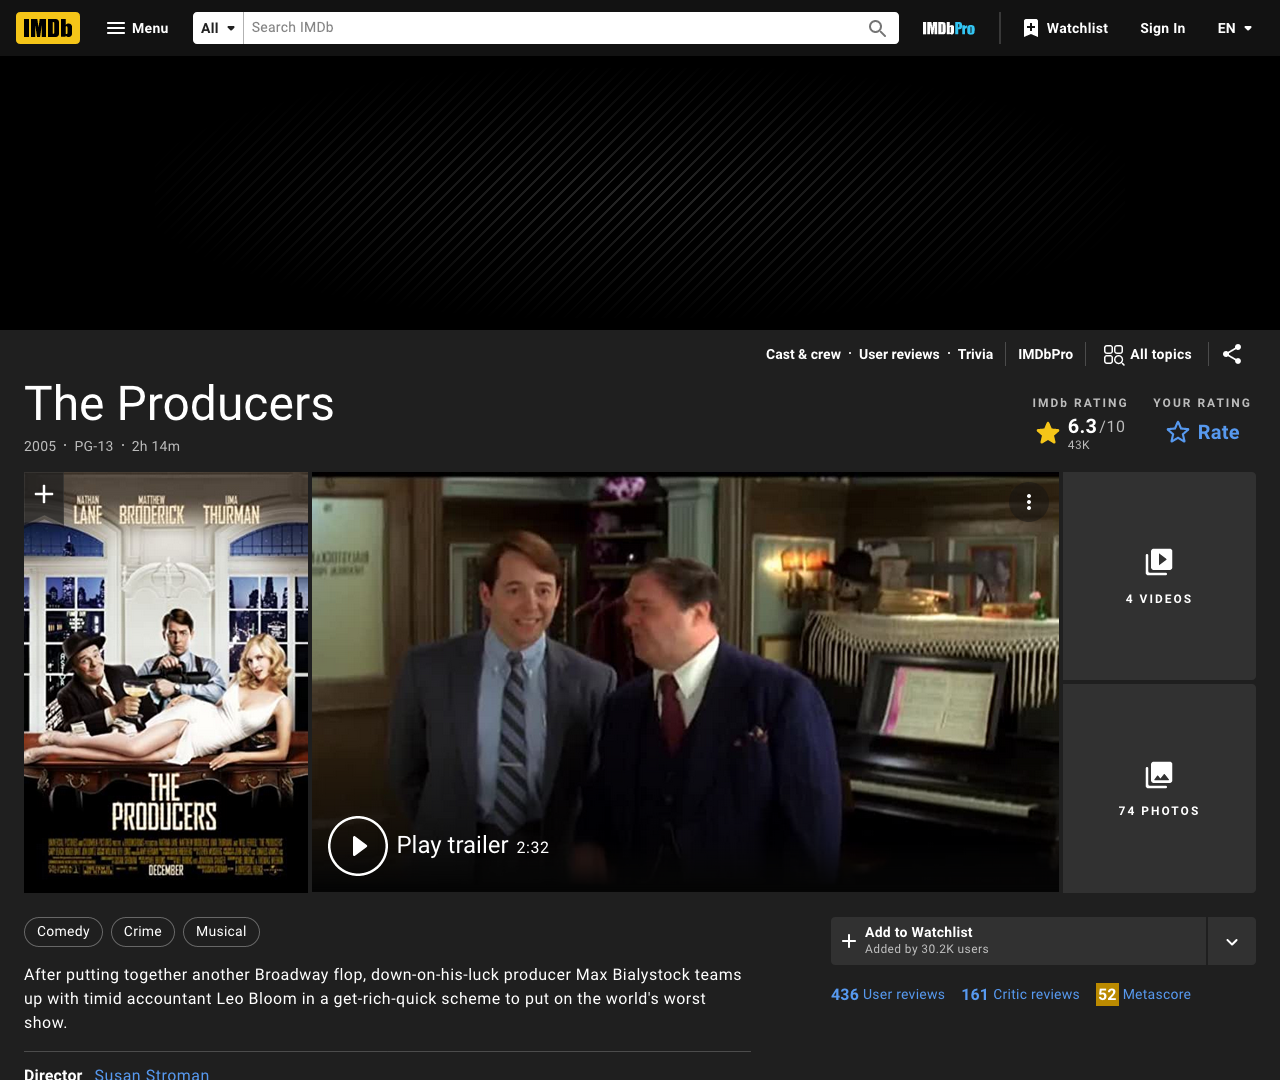 IMDb Menu All Search IMDb IMDbPro Watchlist Sign In EN
Cast & crew · User reviews · Trivia IMDbPro All topics
The Producers
2005 · PG-13 · 2h 14m
IMDb RATING
6.3/10
43K
YOUR RATING
Rate
NATHAN LANE
MATTHEW BRODERICK
UMA THURMAN
THE
PRODUCERS
DECEMBER
Play trailer 2:32
4 VIDEOS
74 PHOTOS
Comedy Crime Musical
After putting together another Broadway flop, down-on-his-luck producer Max Bialystock teams
up with timid accountant Leo Bloom in a get-rich-quick scheme to put on the world's worst
show.
Director Susan Stroman
Add to Watchlist
Added by 30.2K users
436 User reviews 161 Critic reviews 52 Metascore